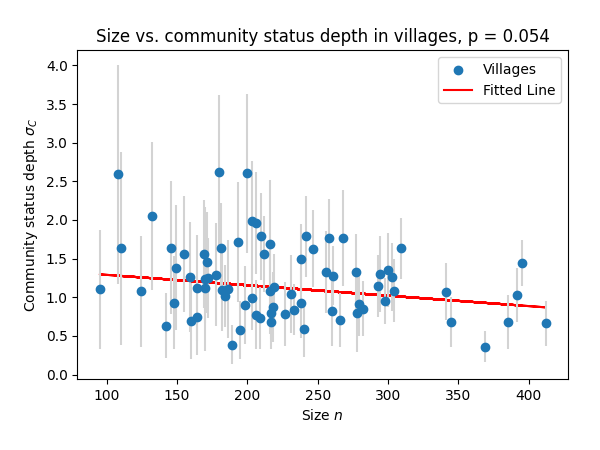 Size vs. community status depth in villages, p = 0.054
Villages
Fitted Line
Community status depth σ_C
4.0
3.5
3.0
2.5
2.0
1.5
1.0
0.5
0.0
100 150 200 250 300 350 400
Size n